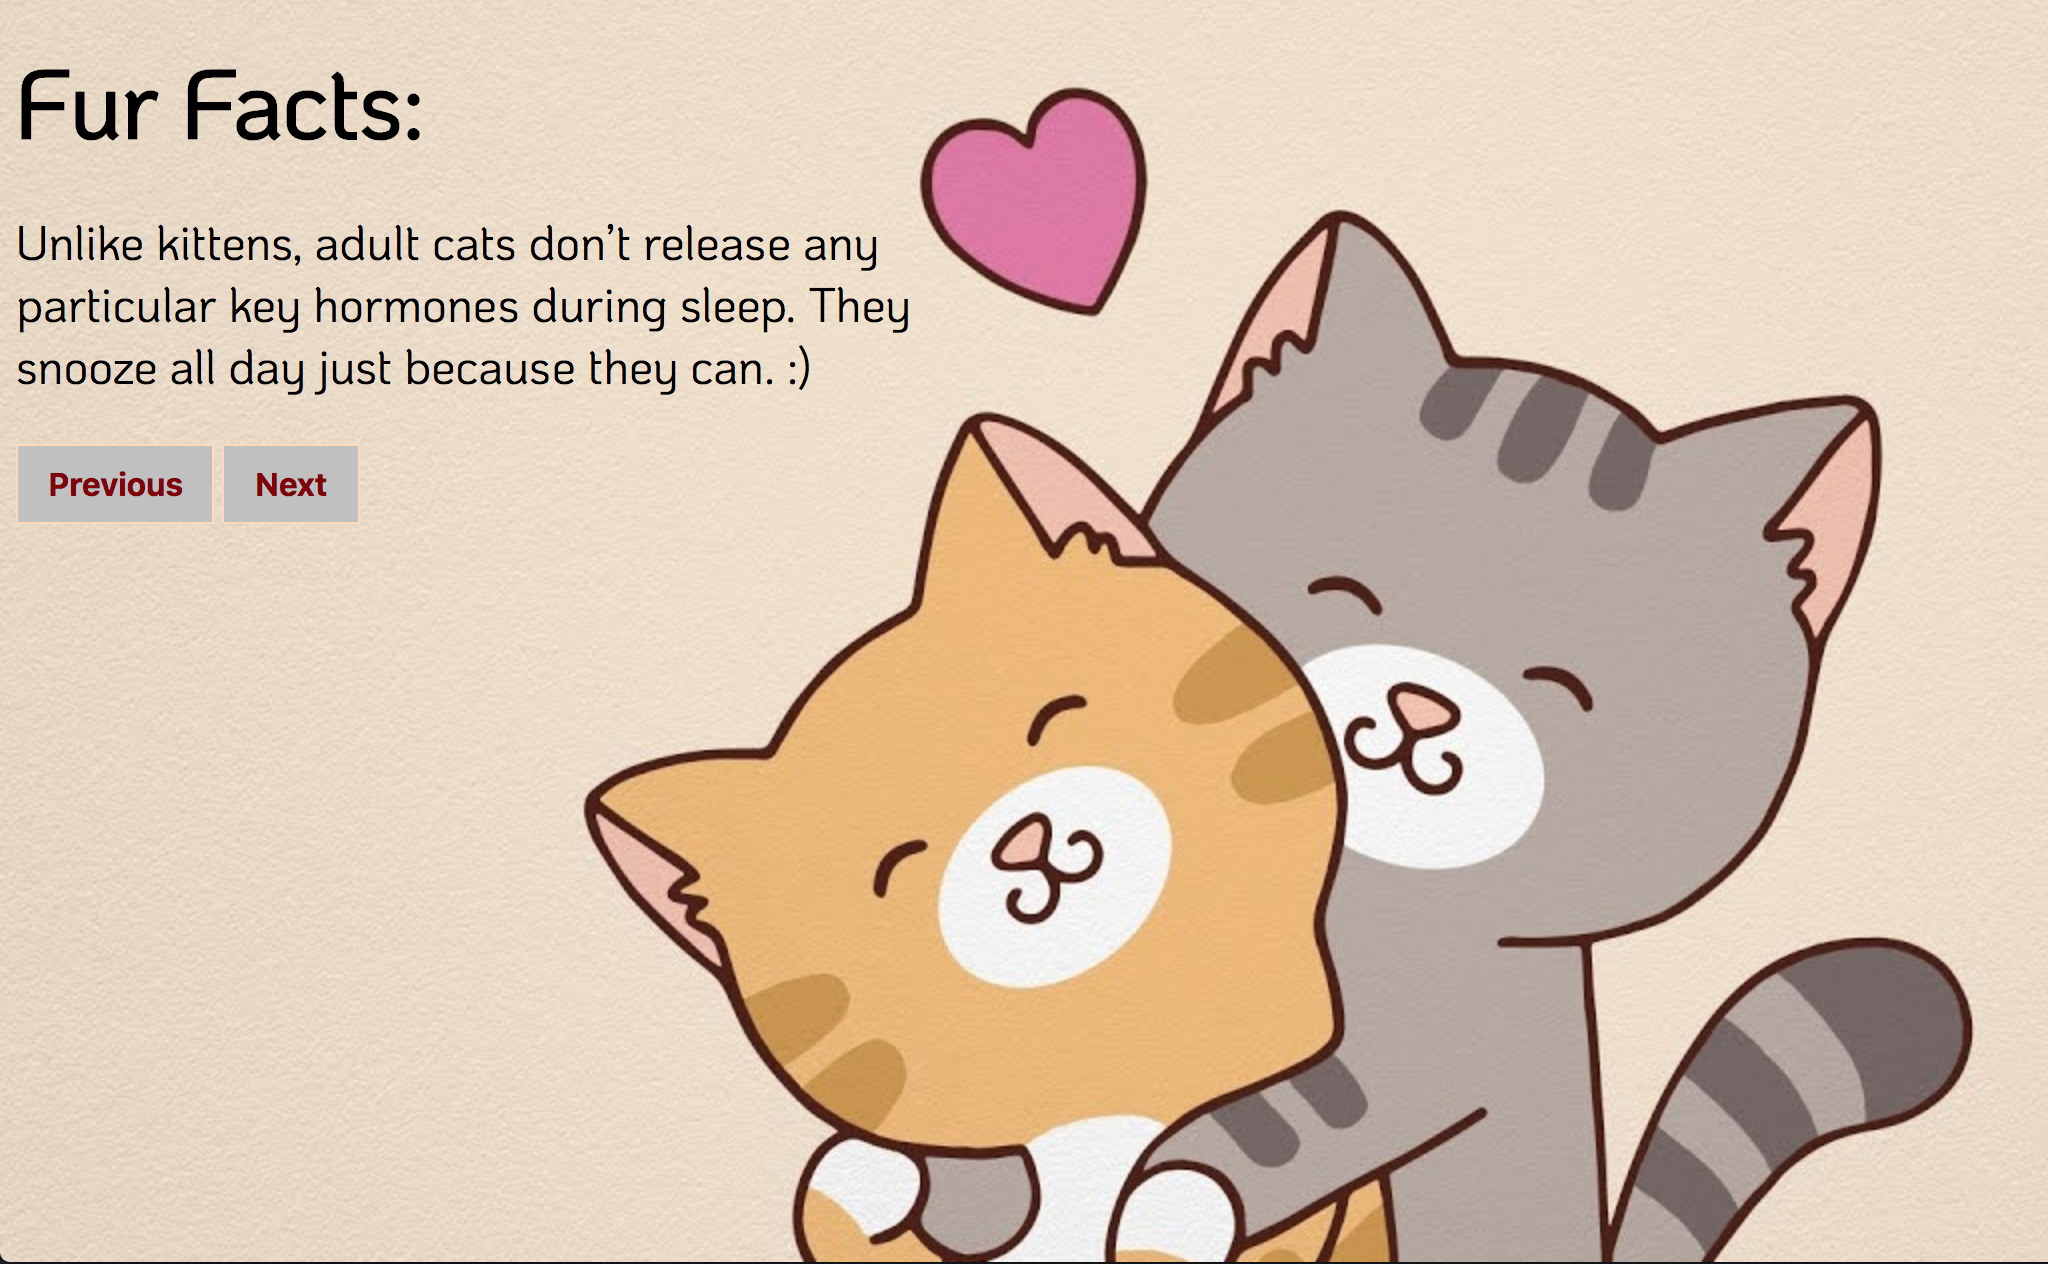 Fur Facts:
Unlike kittens, adult cats don’t release any
particular key hormones during sleep. They
snooze all day just because they can. :)
Previous
Next